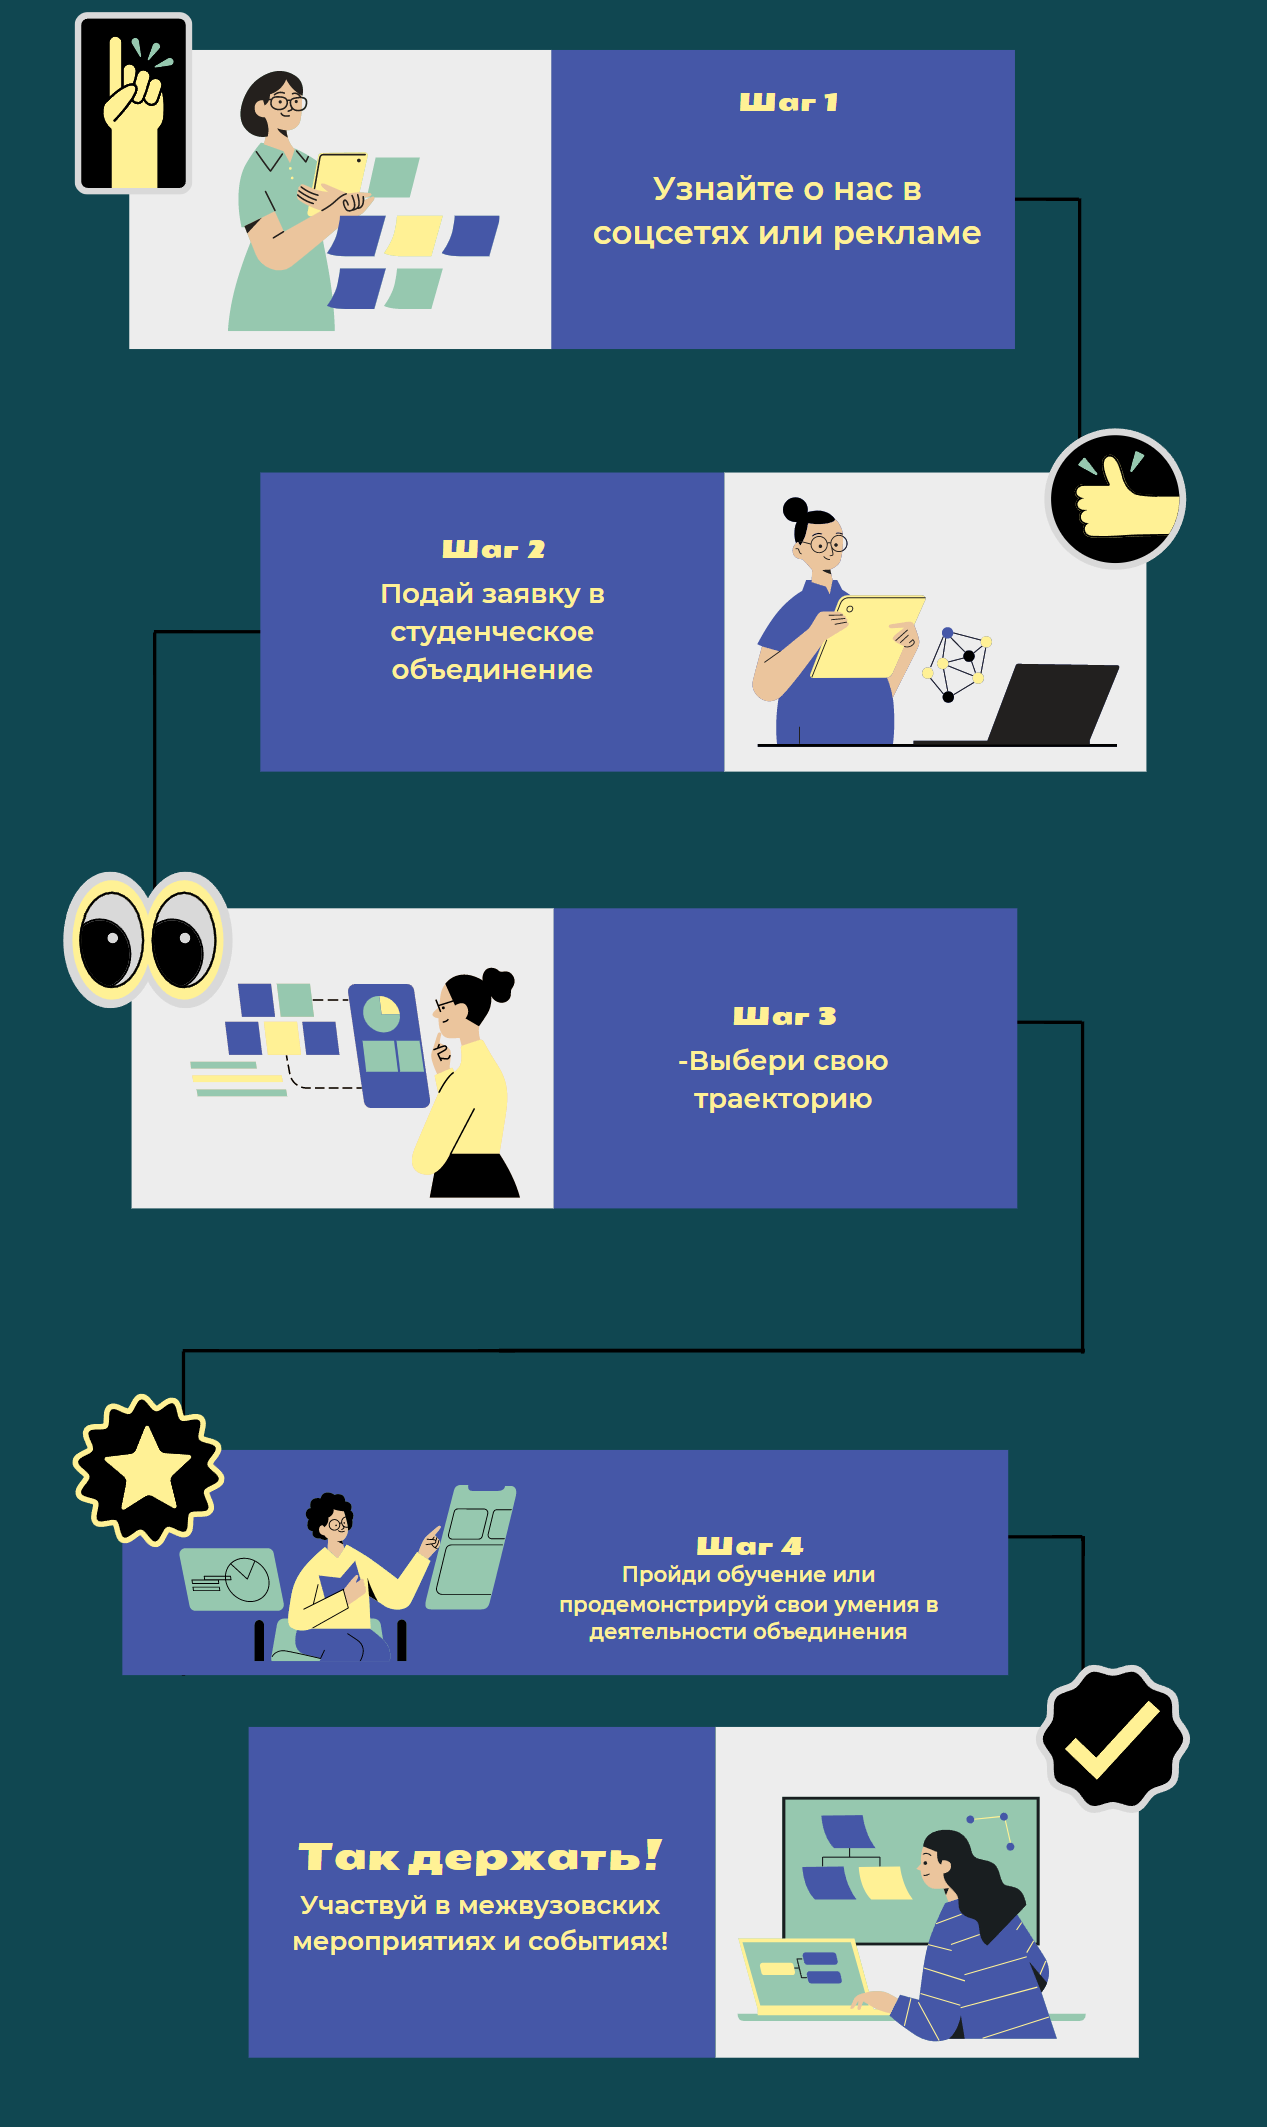 Шаг 1
Узнайте о нас в
соцсетях или рекламе
Шаг 2
Подай заявку в
студенческое
объединение
Шаг 3
-Выбери свою
траекторию
Шаг 4
Пройди обучение или
продемонстрируй свои умения в
деятельности объединения
Так держать!
Участвуй в межвузовских
мероприятиях и событиях!